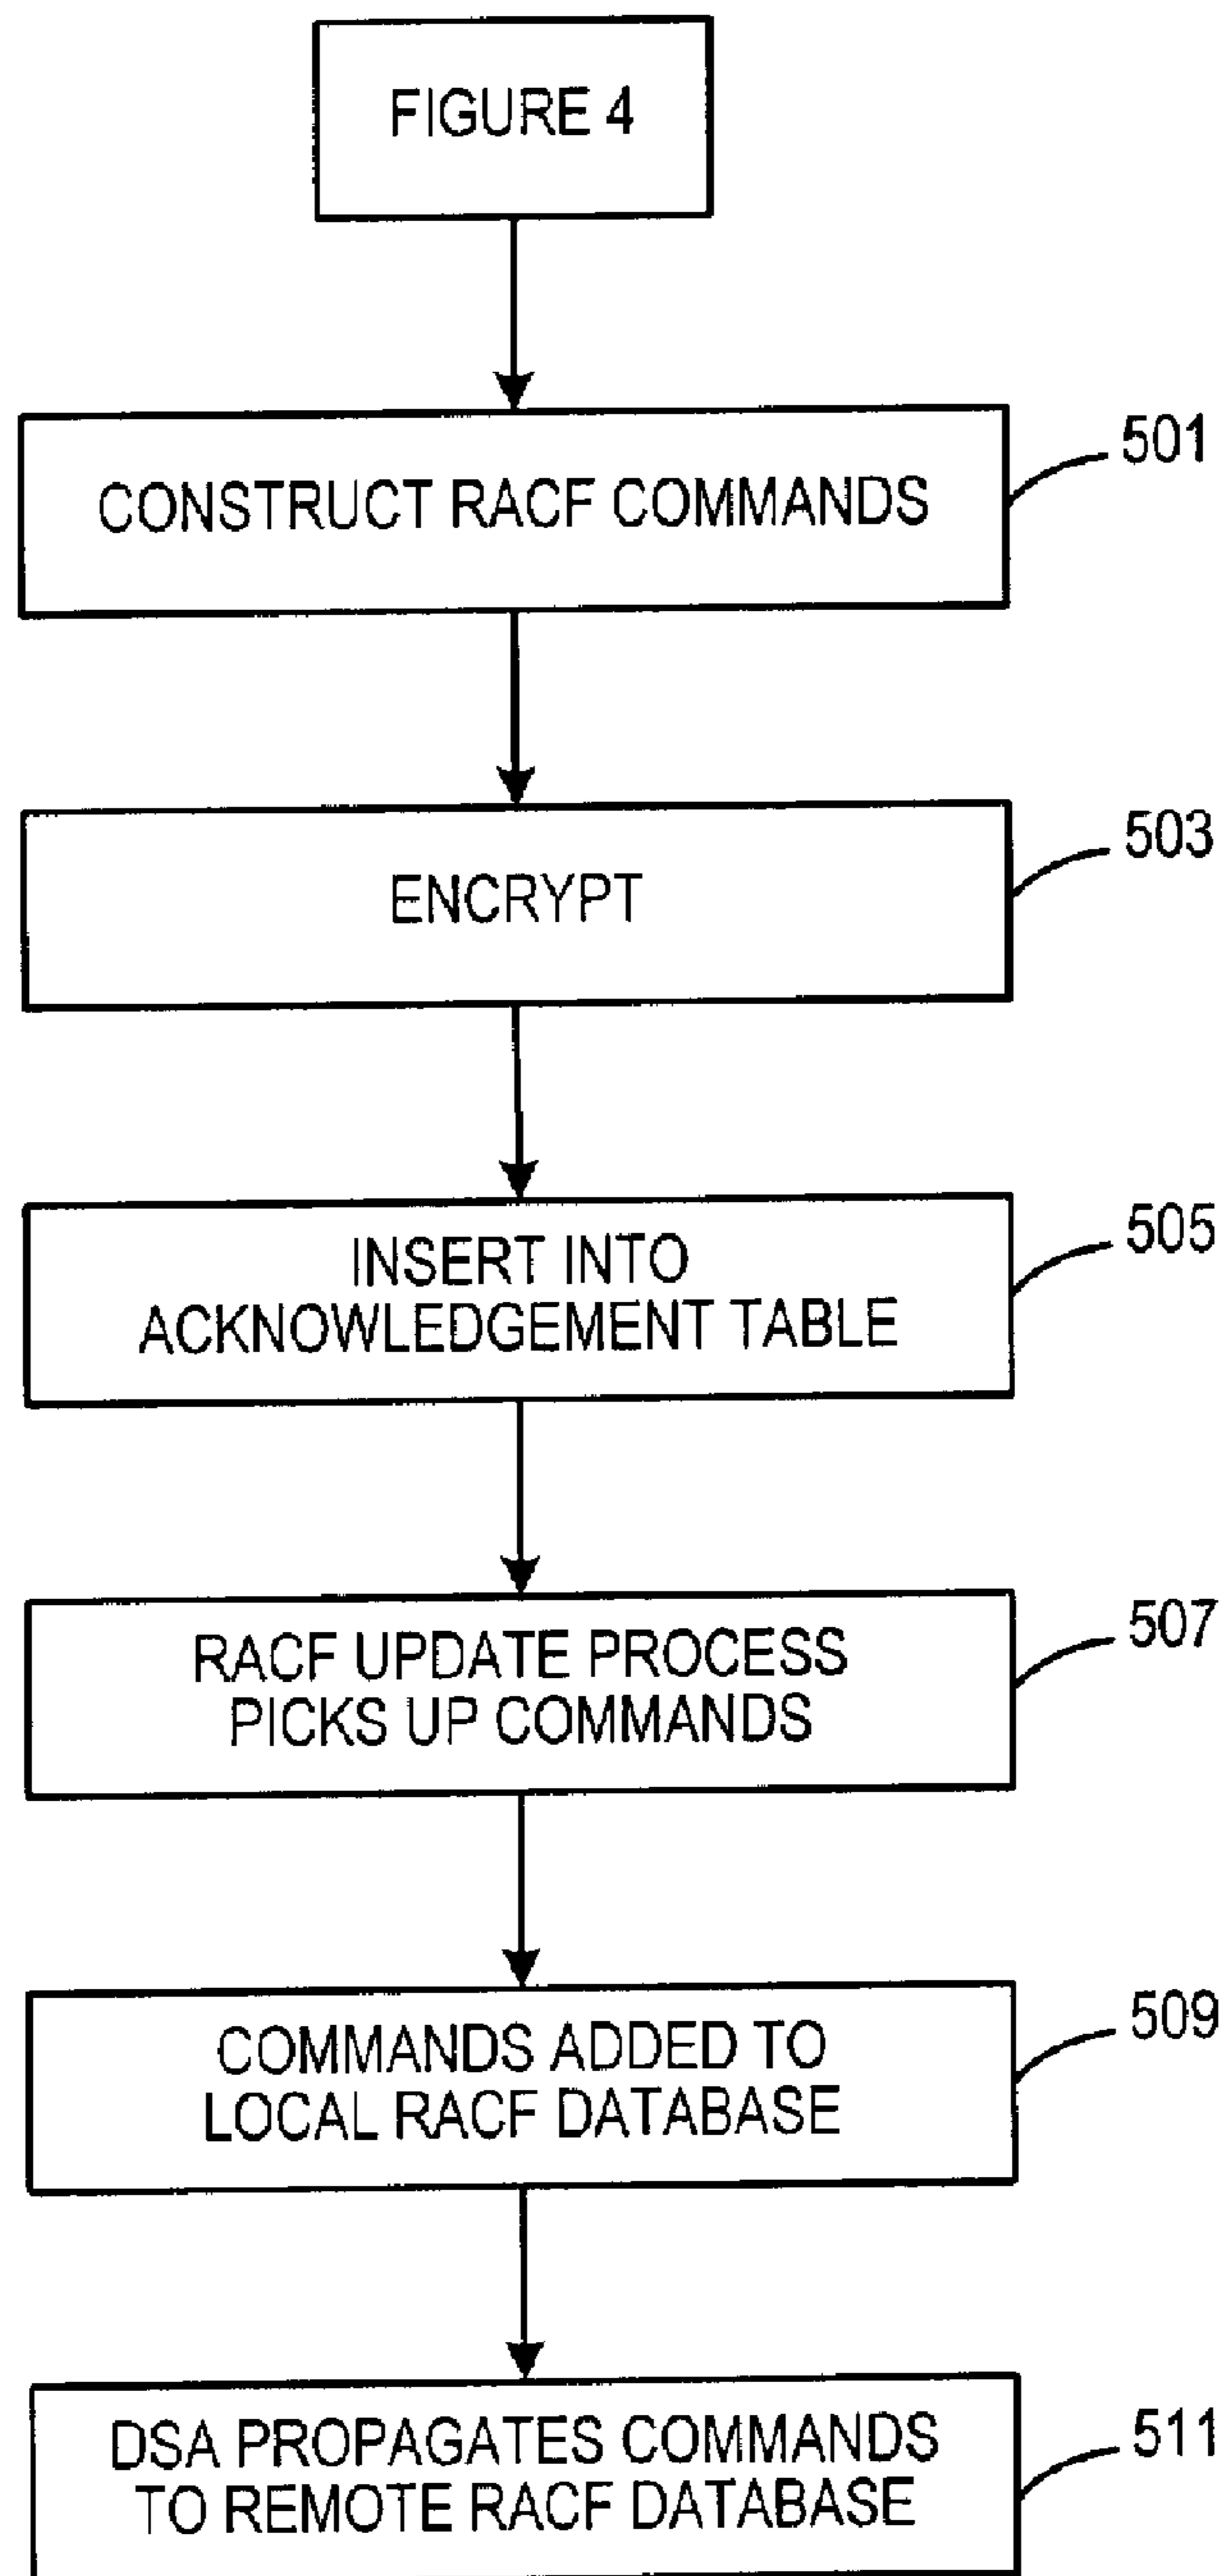 FIGURE 4
CONSTRUCT RACF COMMANDS
501
ENCRYPT
503
INSERT INTO
ACKNOWLEDGEMENT TABLE
505
RACF UPDATE PROCESS
PICKS UP COMMANDS
507
COMMANDS ADDED TO
LOCAL RACF DATABASE
509
DSA PROPAGATES COMMANDS
TO REMOTE RACF DATABASE
511